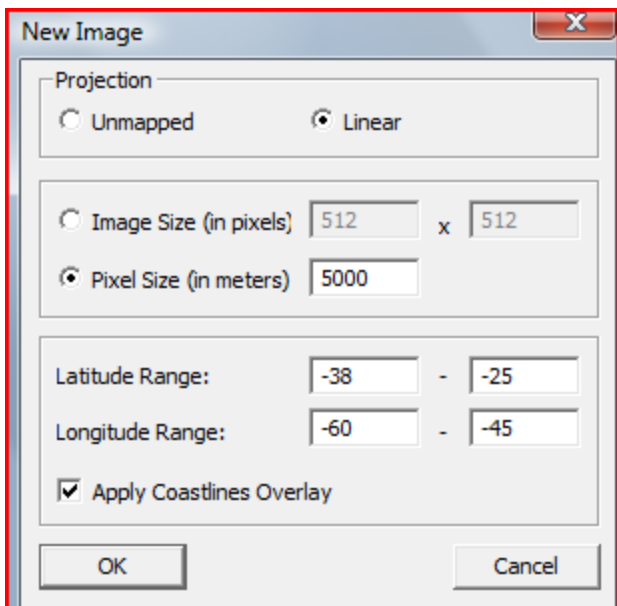 New Image
Projection
Unmapped Linear
Image Size (in pixels) 512 x 512
Pixel Size (in meters) 5000
Latitude Range: -38 - -25
Longitude Range: -60 - -45
Apply Coastlines Overlay
OK Cancel